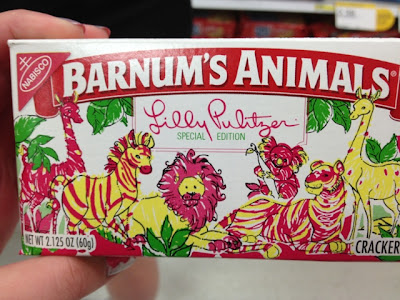 NABISCO
BARNUM'S ANIMALS®
Lilly Pulitzer
SPECIAL EDITION
NET WT 2.125 OZ (60g)
CRACKER